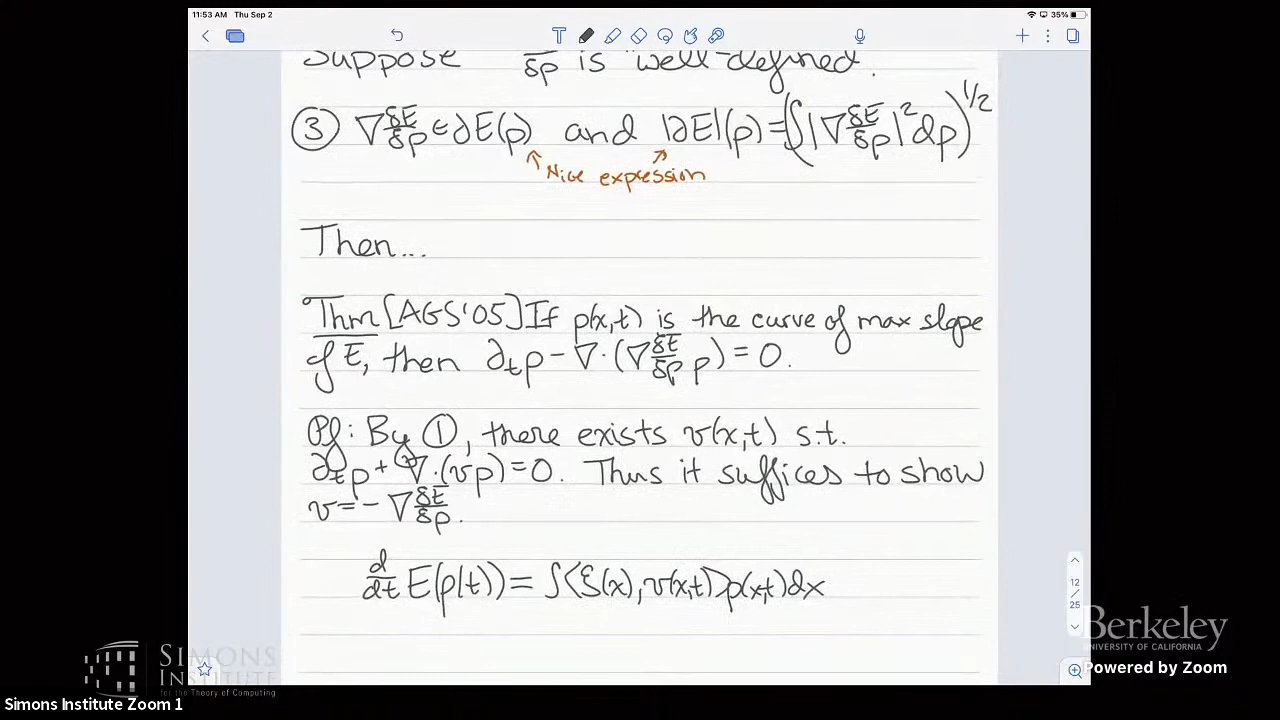 11:53 AM Thu Sep 2
35%
Suppose δρ is "well-defined.
③ ∇ δE/δρ ∈ ∂E(ρ) and |∂E|(ρ) = (∫|∇ δE/δρ|² dρ)^1/2
Nice expression
Then...
Thm [AGS'05] If ρ(x,t) is the curve of max slope
of E, then ∂tρ - ∇·(∇ δE/δρ ρ) = 0.
Pf: By ①, there exists v(x,t) s.t.
∂tρ + ∇·(vρ) = 0. Thus it suffices to show
v = - ∇ δE/δρ.
d/dt E(ρ(t)) = ∫⟨ξ(x), v(x,t)⟩ρ(x,t)dx
12
/
25
Berkeley
UNIVERSITY OF CALIFORNIA
Powered by Zoom
SIMONS
INSTITUTE
for the Theory of Computing
Simons Institute Zoom 1